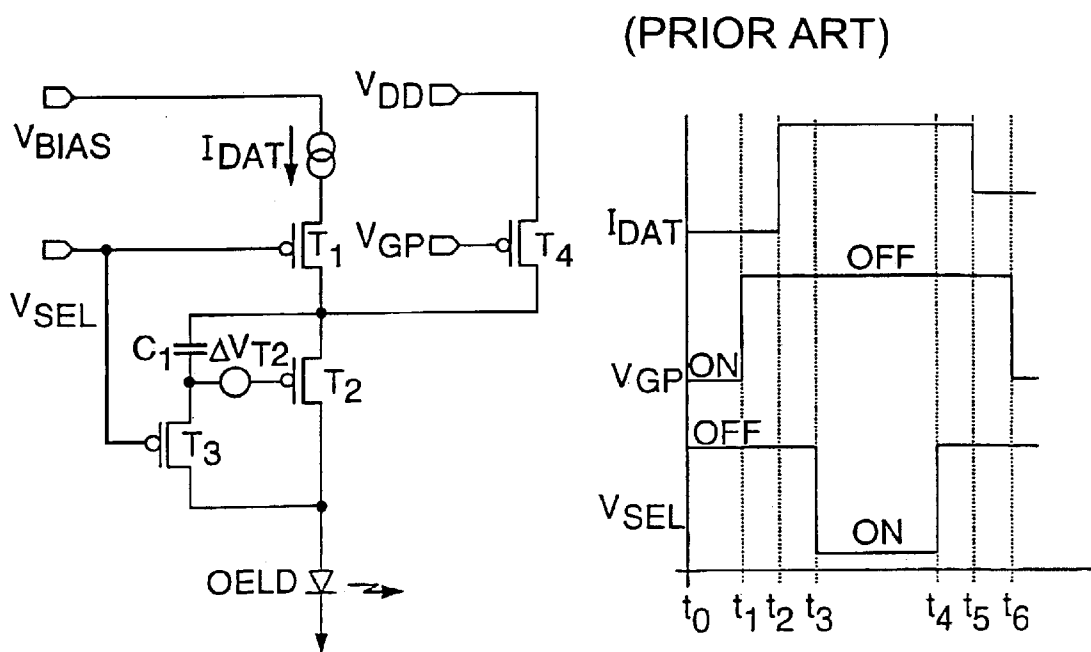 (PRIOR ART)
VDD
VBIAS
IDAT
T1
VGP
T4
VSEL
C1
ΔVT2
T2
T3
OELD
IDAT
OFF
ON
VGP
OFF
VSEL
ON
t0 t1 t2 t3 t4 t5 t6